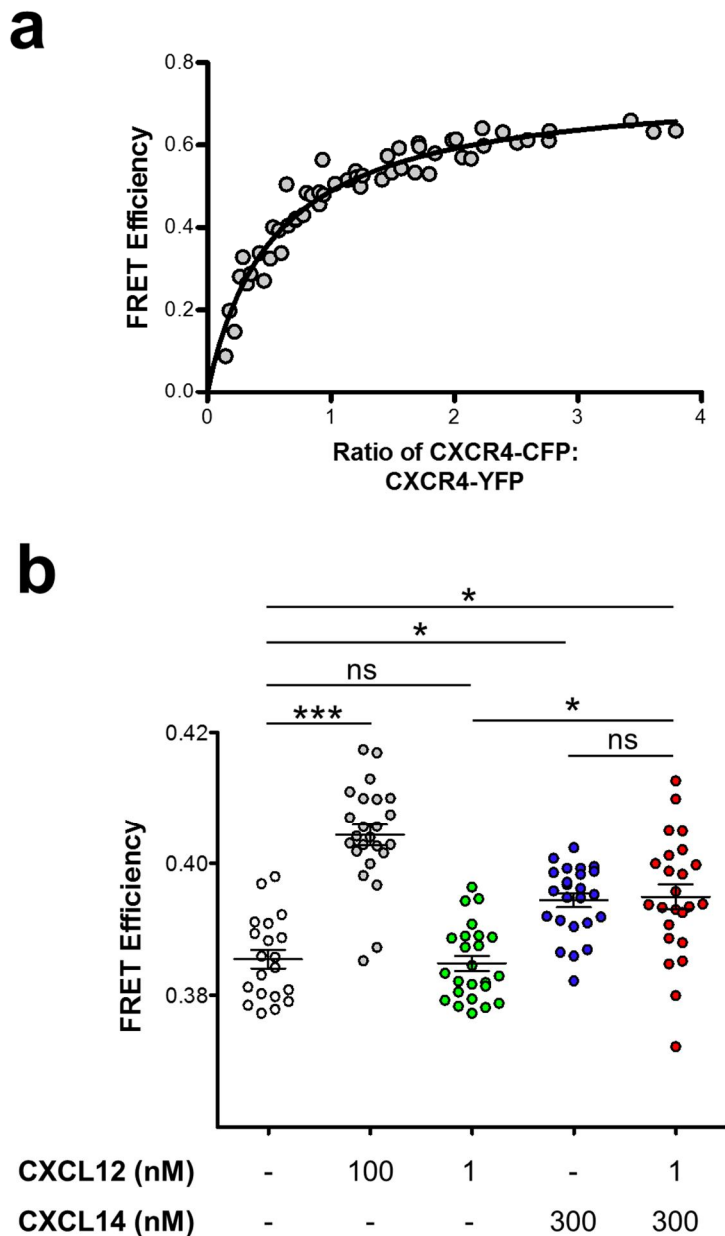 a
0.8
0.6
0.4
0.2
0.0
FRET Efficiency
0 1 2 3 4
Ratio of CXCR4-CFP:
CXCR4-YFP
b
*
*
ns
***
*
ns
0.42
0.40
0.38
FRET Efficiency
CXCL12 (nM) - 100 1 - 1
CXCL14 (nM) - - - 300 300